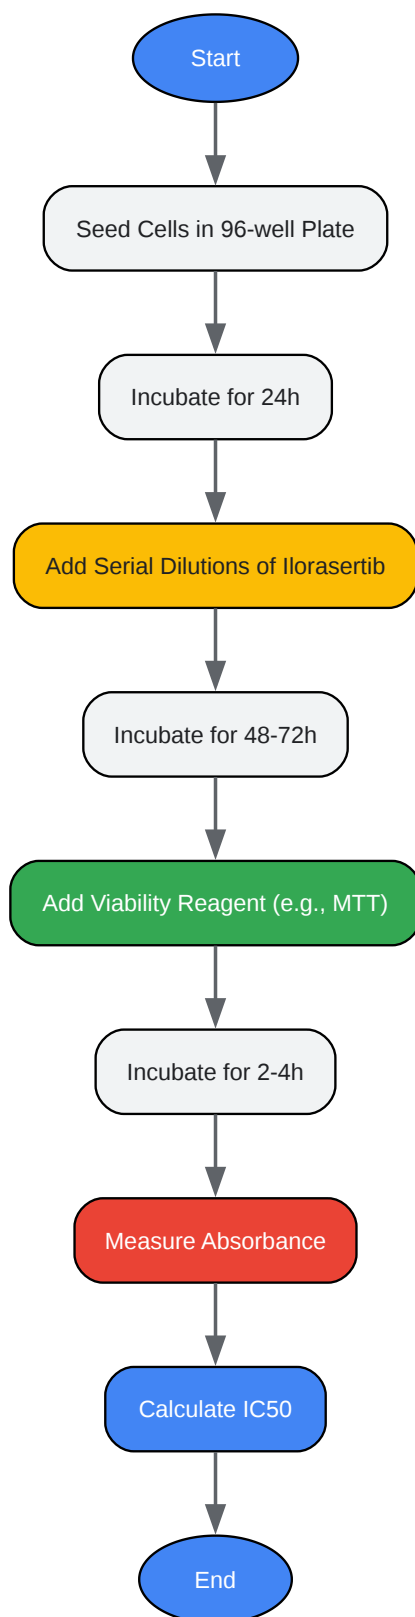 Start
Seed Cells in 96-well Plate
Incubate for 24h
Add Serial Dilutions of Ilorasertib
Incubate for 48-72h
Add Viability Reagent (e.g., MTT)
Incubate for 2-4h
Measure Absorbance
Calculate IC50
End